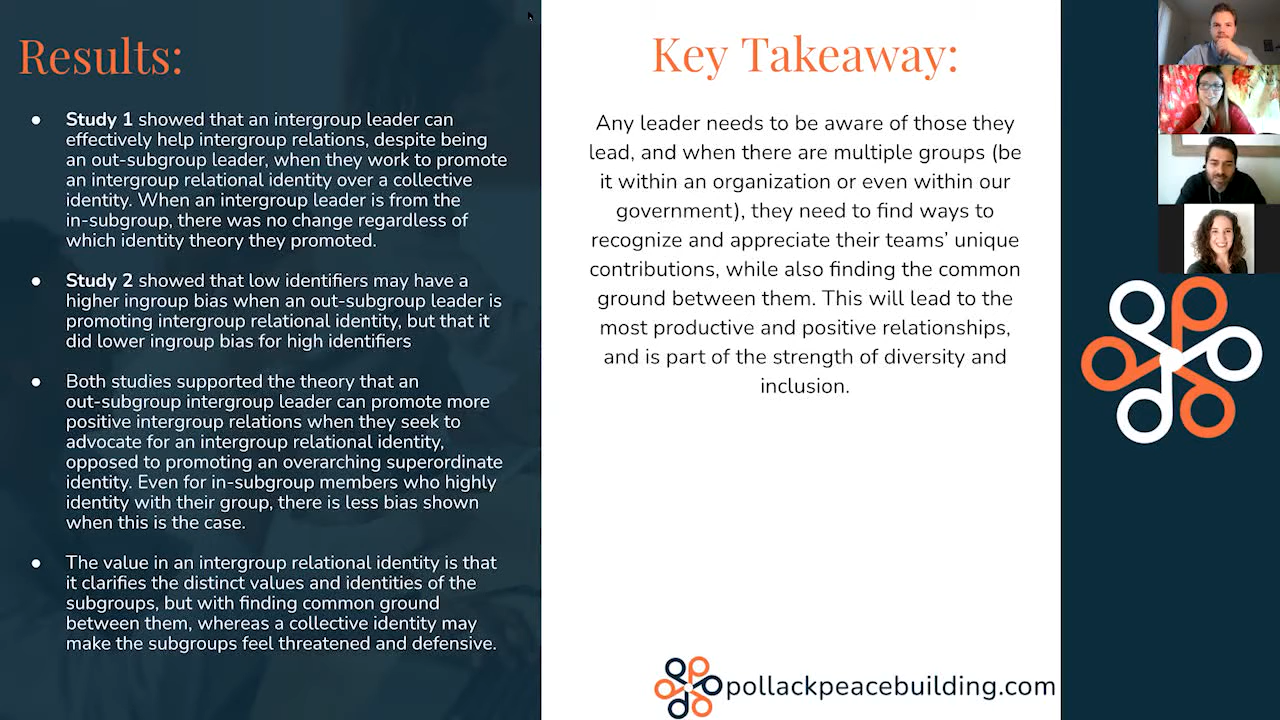 Results:
● Study 1 showed that an intergroup leader can
effectively help intergroup relations, despite being
an out-subgroup leader, when they work to promote
an intergroup relational identity over a collective
identity. When an intergroup leader is from the
in-subgroup, there was no change regardless of
which identity theory they promoted.
● Study 2 showed that low identifiers may have a
higher ingroup bias when an out-subgroup leader is
promoting intergroup relational identity, but that it
did lower ingroup bias for high identifiers
● Both studies supported the theory that an
out-subgroup intergroup leader can promote more
positive intergroup relations when they seek to
advocate for an intergroup relational identity,
opposed to promoting an overarching superordinate
identity. Even for in-subgroup members who highly
identity with their group, there is less bias shown
when this is the case.
● The value in an intergroup relational identity is that
it clarifies the distinct values and identities of the
subgroups, but with finding common ground
between them, whereas a collective identity may
make the subgroups feel threatened and defensive.
Key Takeaway:
Any leader needs to be aware of those they
lead, and when there are multiple groups (be
it within an organization or even within our
government), they need to find ways to
recognize and appreciate their teams’ unique
contributions, while also finding the common
ground between them. This will lead to the
most productive and positive relationships,
and is part of the strength of diversity and
inclusion.
pollackpeacebuilding.com